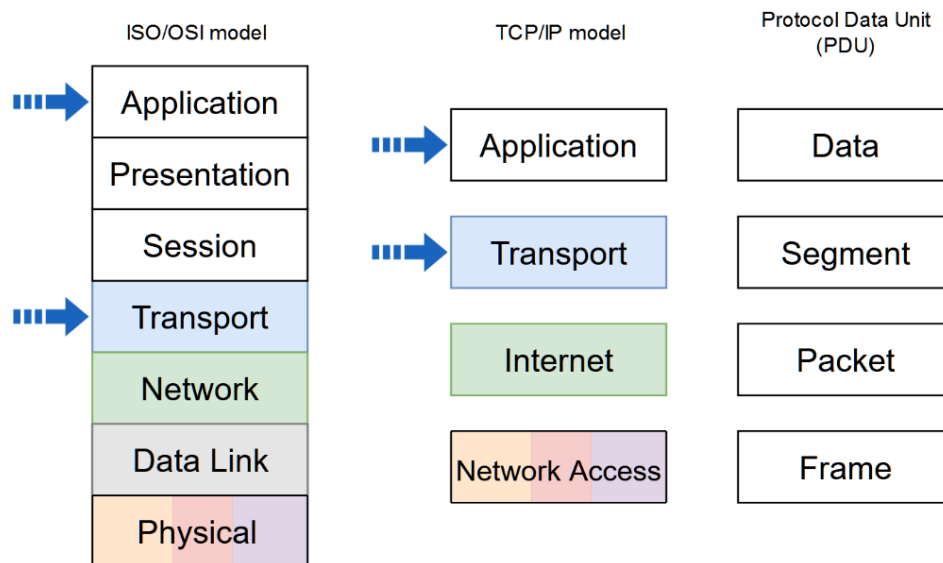 ISO/OSI model
Application
Presentation
Session
Transport
Network
Data Link
Physical
TCP/IP model
Application
Transport
Internet
Network Access
Protocol Data Unit
(PDU)
Data
Segment
Packet
Frame